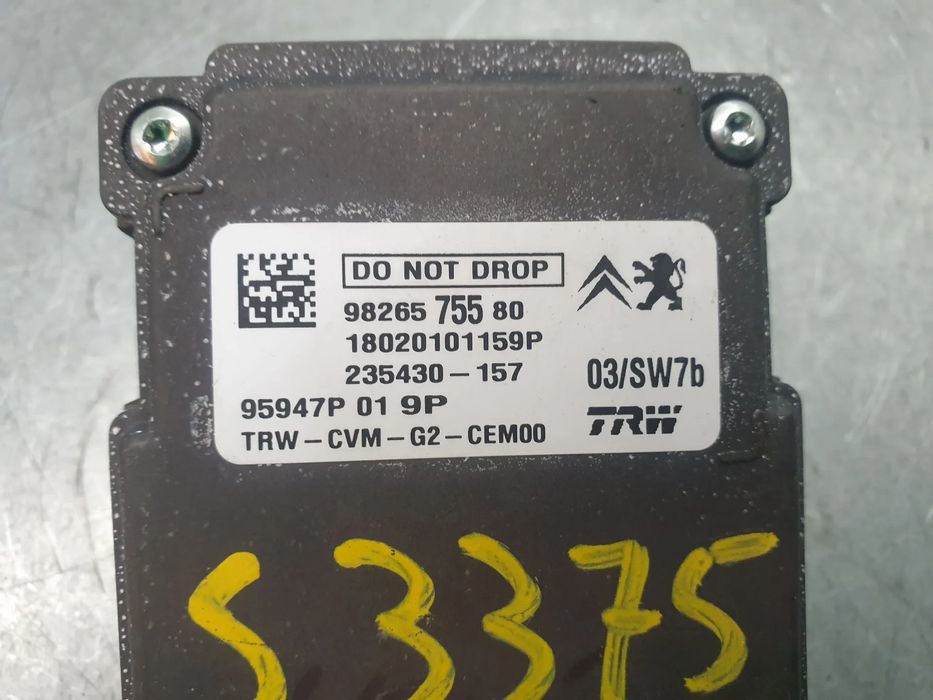 DO NOT DROP
98265 755 80
18020101159P
235430-157
03/SW7b
95947P 01 9P
TRW
TRW-CVM-G2-CEM00
S3375